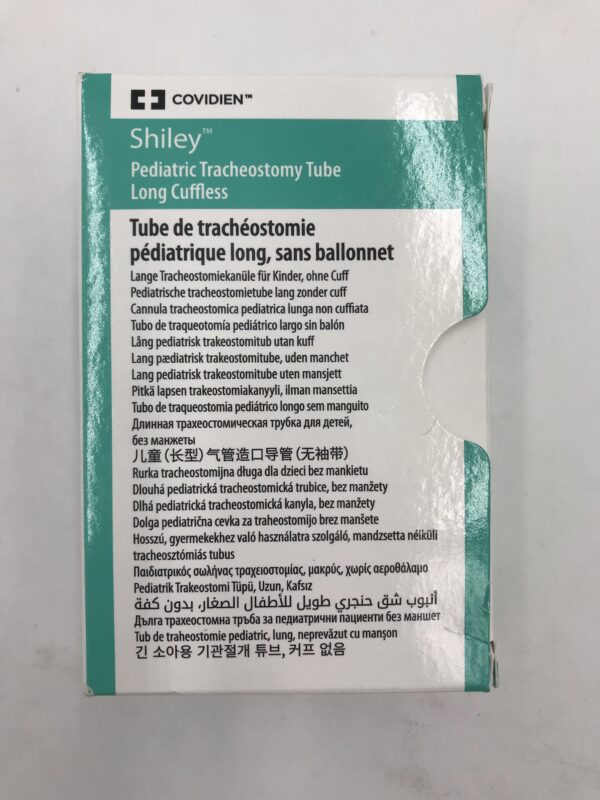 COVIDIEN™
Shiley™
Pediatric Tracheostomy Tube
Long Cuffless
Tube de trachéostomie
pédiatrique long, sans ballonnet
Lange Tracheostomiekanüle für Kinder, ohne Cuff
Pediatrische tracheostomietube lang zonder cuff
Cannula tracheostomica pediatrica lunga non cuffiata
Tubo de traqueotomía pediátrico largo sin balón
Lång pediatrisk trakeostomitub utan kuff
Lang pædiatrisk trakeostomitube, uden manchet
Lang pediatrisk trakeostomitube uten mansjett
Pitkä lapsen trakeostomiakanyyli, ilman mansettia
Tubo de traqueostomia pediátrico longo sem manguito
Длинная трахеостомическая трубка для детей,
без манжеты
儿童(长型)气管造口导管(无袖带)
Rurka tracheostomijna długa dla dzieci bez mankietu
Dlouhá pediatrická tracheostomická trubice, bez manžety
Dlhá pediatrická tracheostomická kanyla, bez manžety
Dolga pediatrična cevka za traheostomijo brez manšete
Hosszú, gyermekekhez való használatra szolgáló, mandzsetta nélküli
tracheosztómiás tubus
Παιδιατρικός σωλήνας τραχειοστομίας, μακρύς, χωρίς αεροθάλαμο
Pediatrik Trakeostomi Tüpü, Uzun, Kafsız
أنبوب شق حنجري طويل للأطفال الصغار، بدون كفة
Дълга трахеостомна тръба за педиатрични пациенти без маншет
Tub de traheostomie pediatric, lung, neprevăzut cu manşon
긴 소아용 기관절개 튜브, 커프 없음